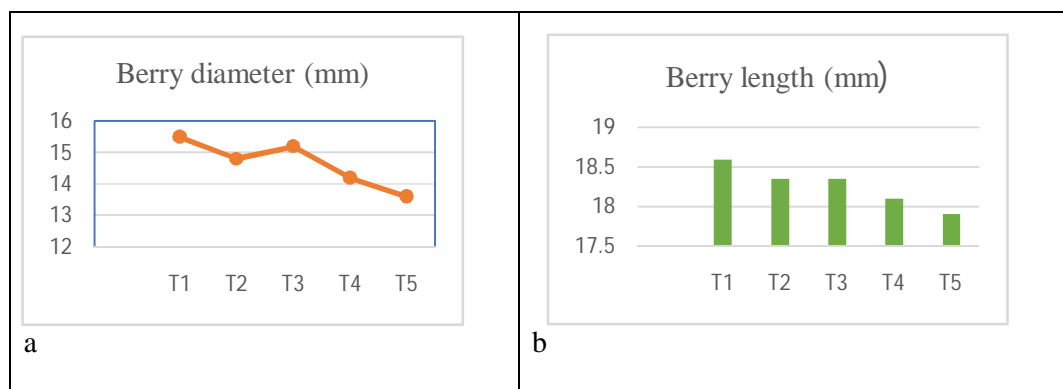 Berry diameter (mm)
16
15
14
13
12
T1 T2 T3 T4 T5
a
Berry length (mm)
19
18.5
18
17.5
T1 T2 T3 T4 T5
b